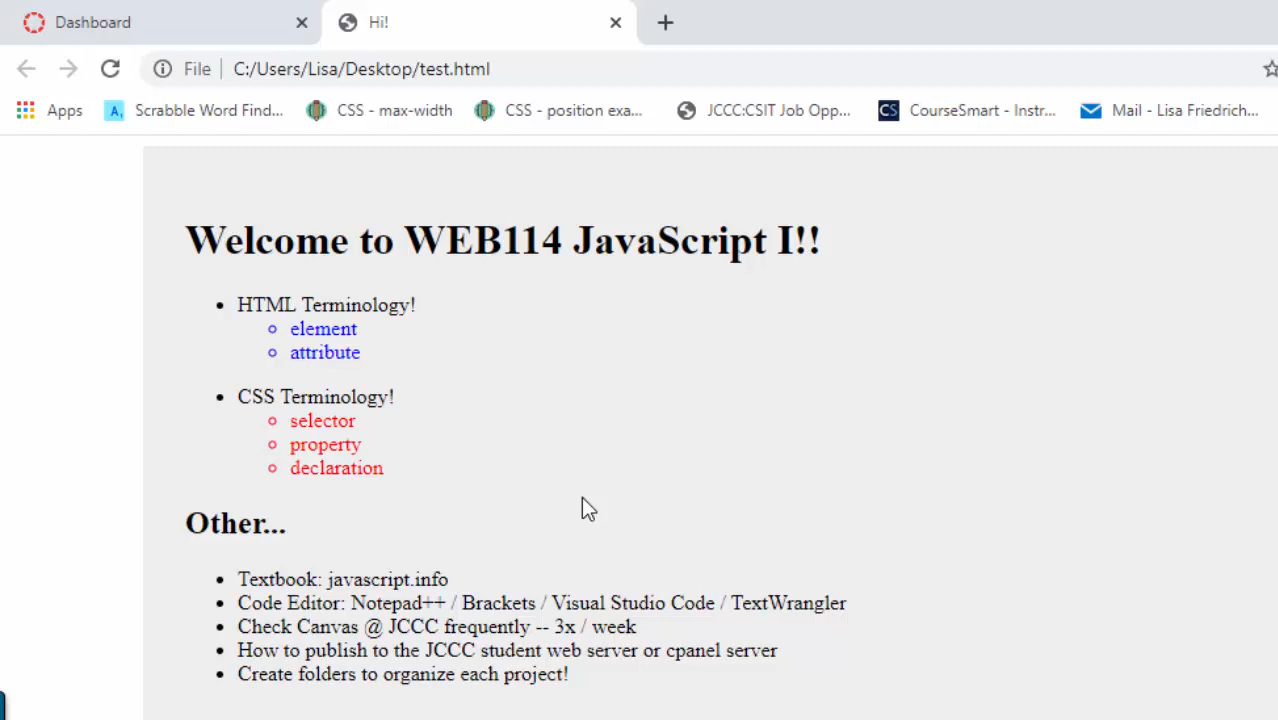 Dashboard
Hi!
File
C:/Users/Lisa/Desktop/test.html
Apps
Scrabble Word Find...
CSS - max-width
CSS - position exa...
JCCC:CSIT Job Opp...
CS
CourseSmart - Instr...
Mail - Lisa Friedrich...
Welcome to WEB114 JavaScript I!!
HTML Terminology!
element
attribute
CSS Terminology!
selector
property
declaration
Other...
Textbook: javascript.info
Code Editor: Notepad++ / Brackets / Visual Studio Code / TextWrangler
Check Canvas @ JCCC frequently -- 3x / week
How to publish to the JCCC student web server or cpanel server
Create folders to organize each project!